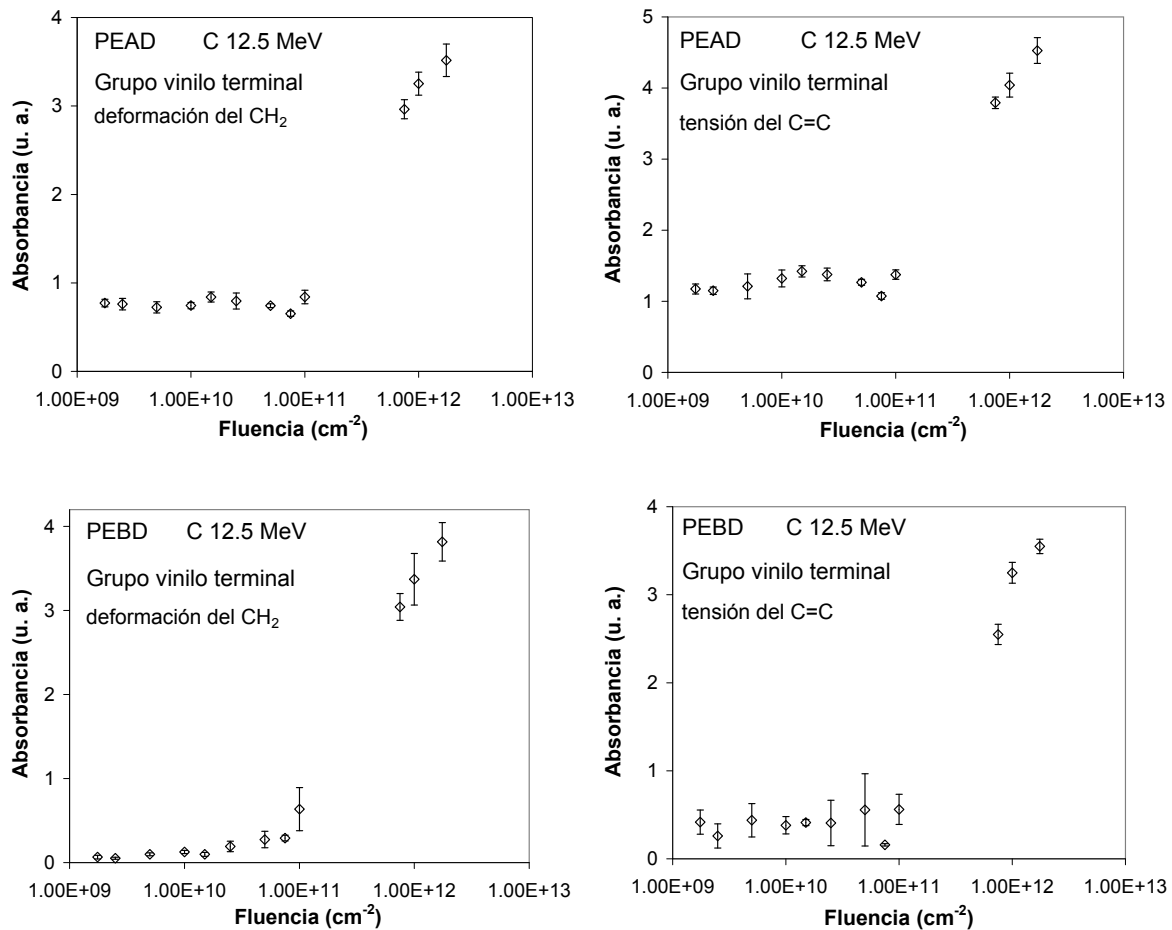 PEAD C 12.5 MeV
Grupo vinilo terminal
deformación del CH₂
Absorbancia (u. a.)
4
3
2
1
0
1.00E+09 1.00E+10 1.00E+11 1.00E+12 1.00E+13
Fluencia (cm⁻²)
PEAD C 12.5 MeV
Grupo vinilo terminal
tensión del C=C
Absorbancia (u. a.)
5
4
3
2
1
0
1.00E+09 1.00E+10 1.00E+11 1.00E+12 1.00E+13
Fluencia (cm⁻²)
PEBD C 12.5 MeV
Grupo vinilo terminal
deformación del CH₂
Absorbancia (u. a.)
4
3
2
1
0
1.00E+09 1.00E+10 1.00E+11 1.00E+12 1.00E+13
Fluencia (cm⁻²)
PEBD C 12.5 MeV
Grupo vinilo terminal
tensión del C=C
Absorbancia (u. a.)
4
3
2
1
0
1.00E+09 1.00E+10 1.00E+11 1.00E+12 1.00E+13
Fluencia (cm⁻²)